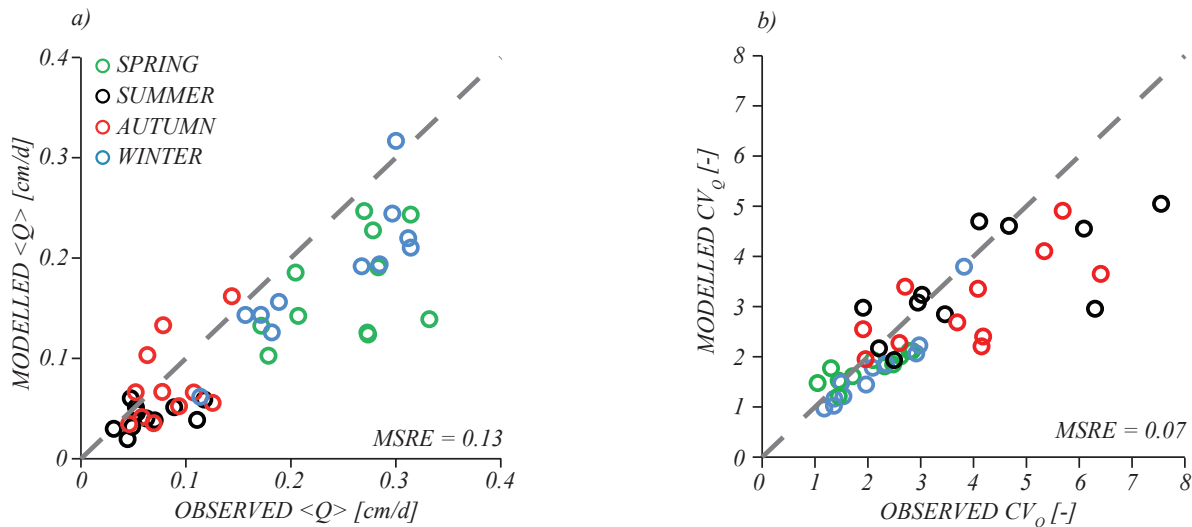 a)
0.4
0.3
0.2
0.1
0
MODELLED <Q> [cm/d]
SPRING
SUMMER
AUTUMN
WINTER
MSRE = 0.13
0 0.1 0.2 0.3 0.4
OBSERVED <Q> [cm/d]
b)
8
7
6
5
4
3
2
1
0
MODELLED CV_Q [-]
MSRE = 0.07
0 1 2 3 4 5 6 7 8
OBSERVED CV_Q [-]